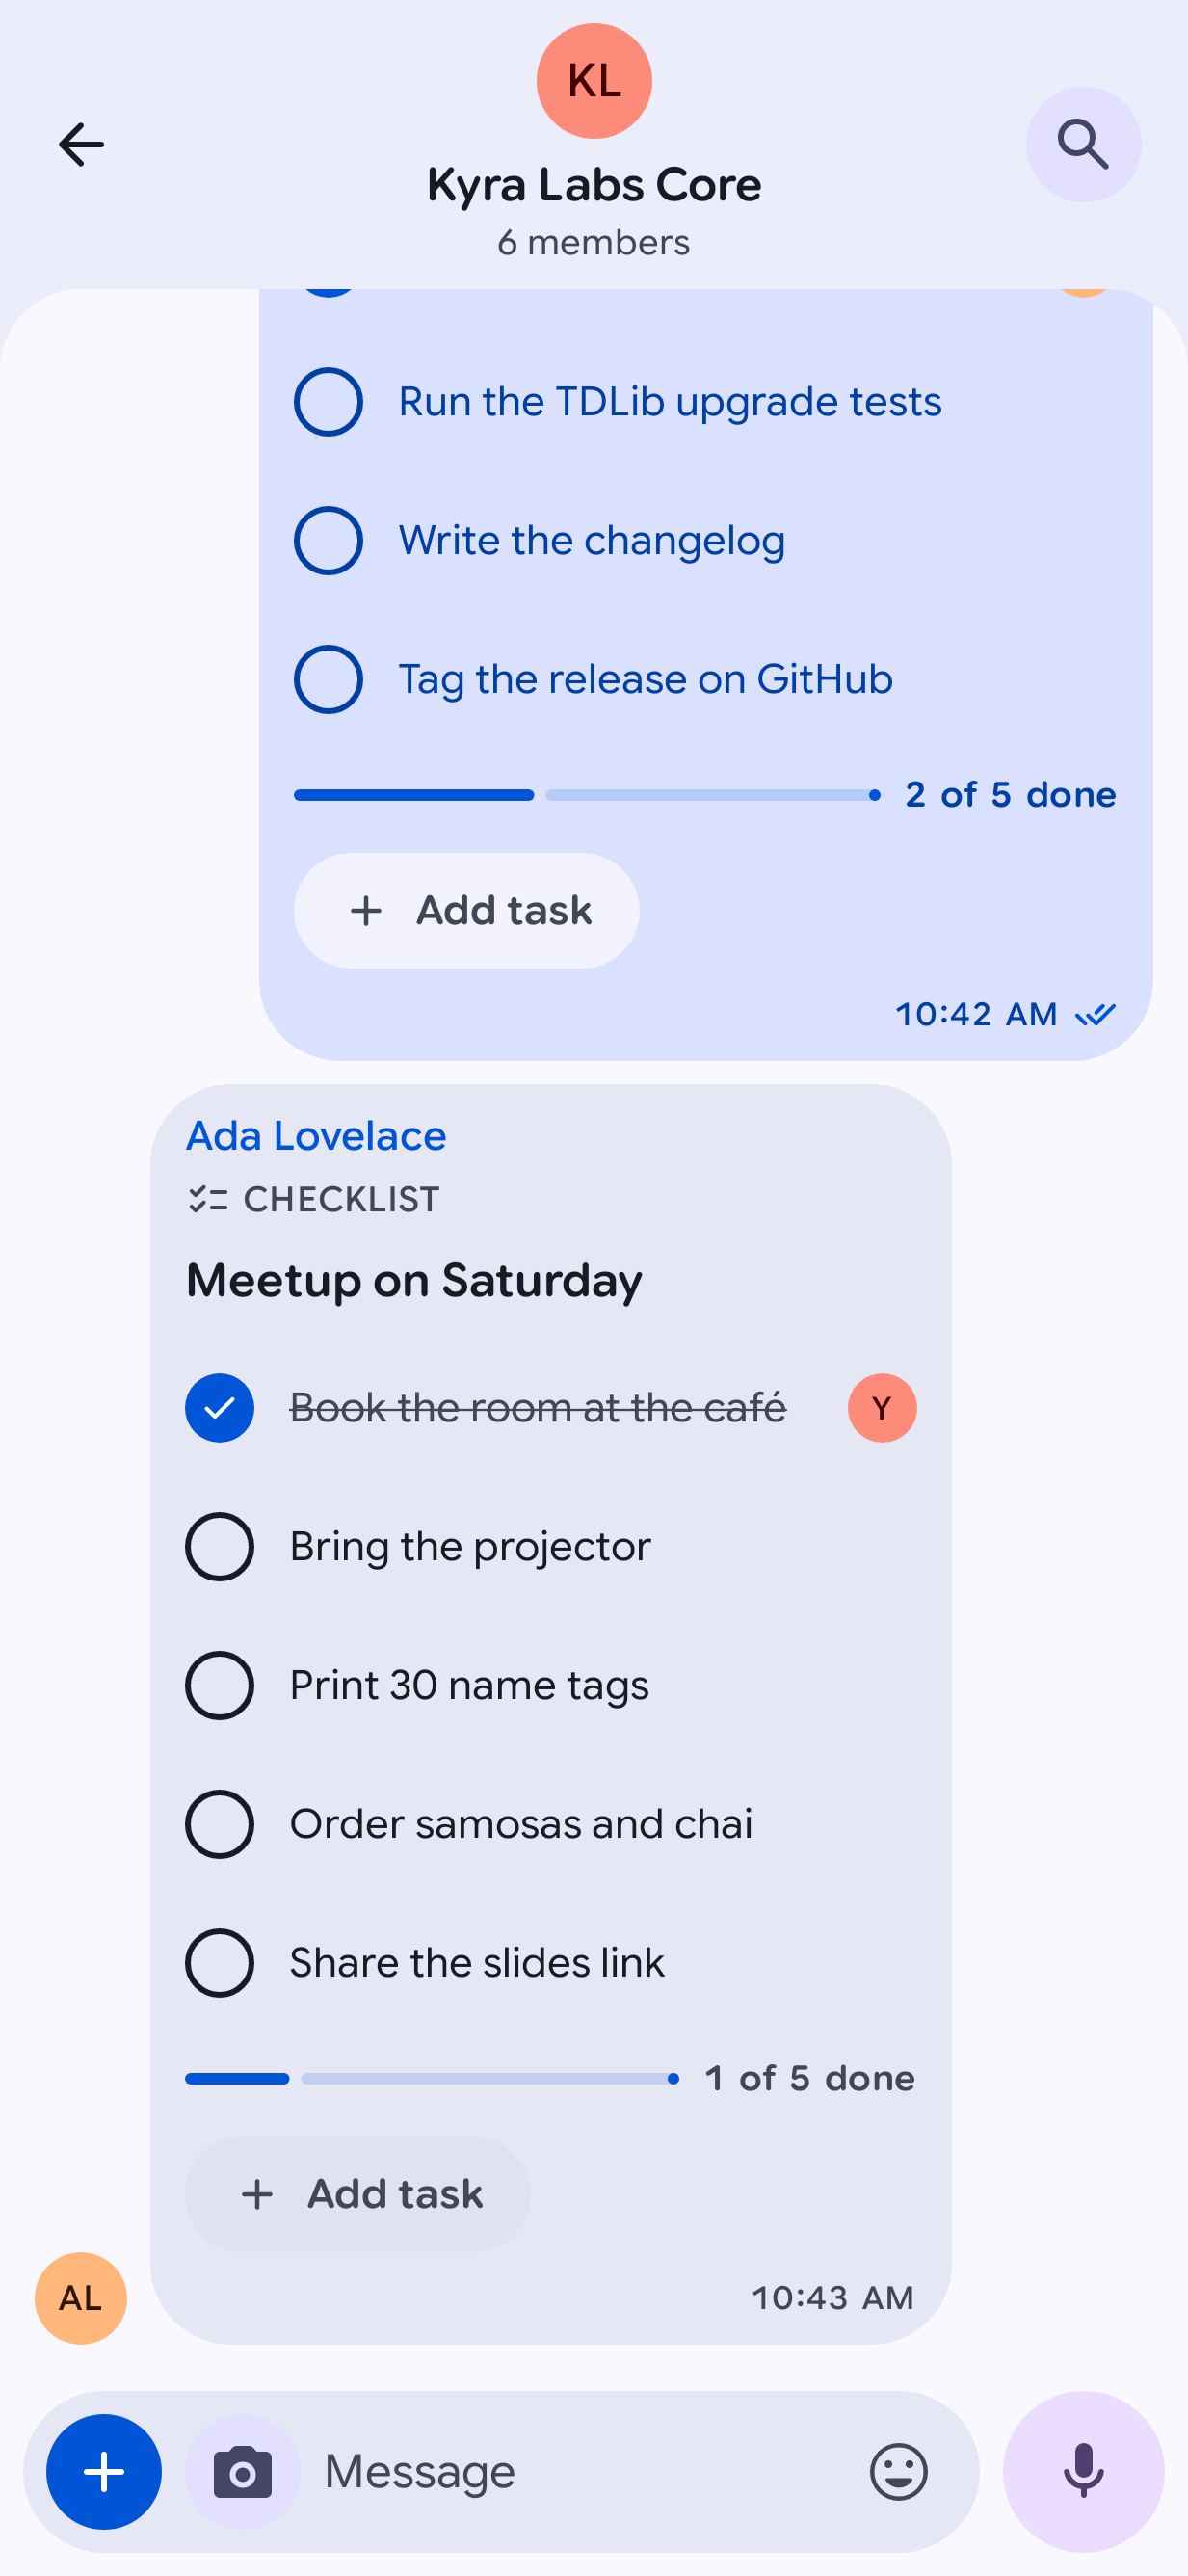 KL
Kyra Labs Core
6 members
Run the TDLib upgrade tests
Write the changelog
Tag the release on GitHub
2 of 5 done
Add task
10:42 AM
Ada Lovelace
CHECKLIST
Meetup on Saturday
Book the room at the café
Y
Bring the projector
Print 30 name tags
Order samosas and chai
Share the slides link
1 of 5 done
Add task
AL
10:43 AM
Message